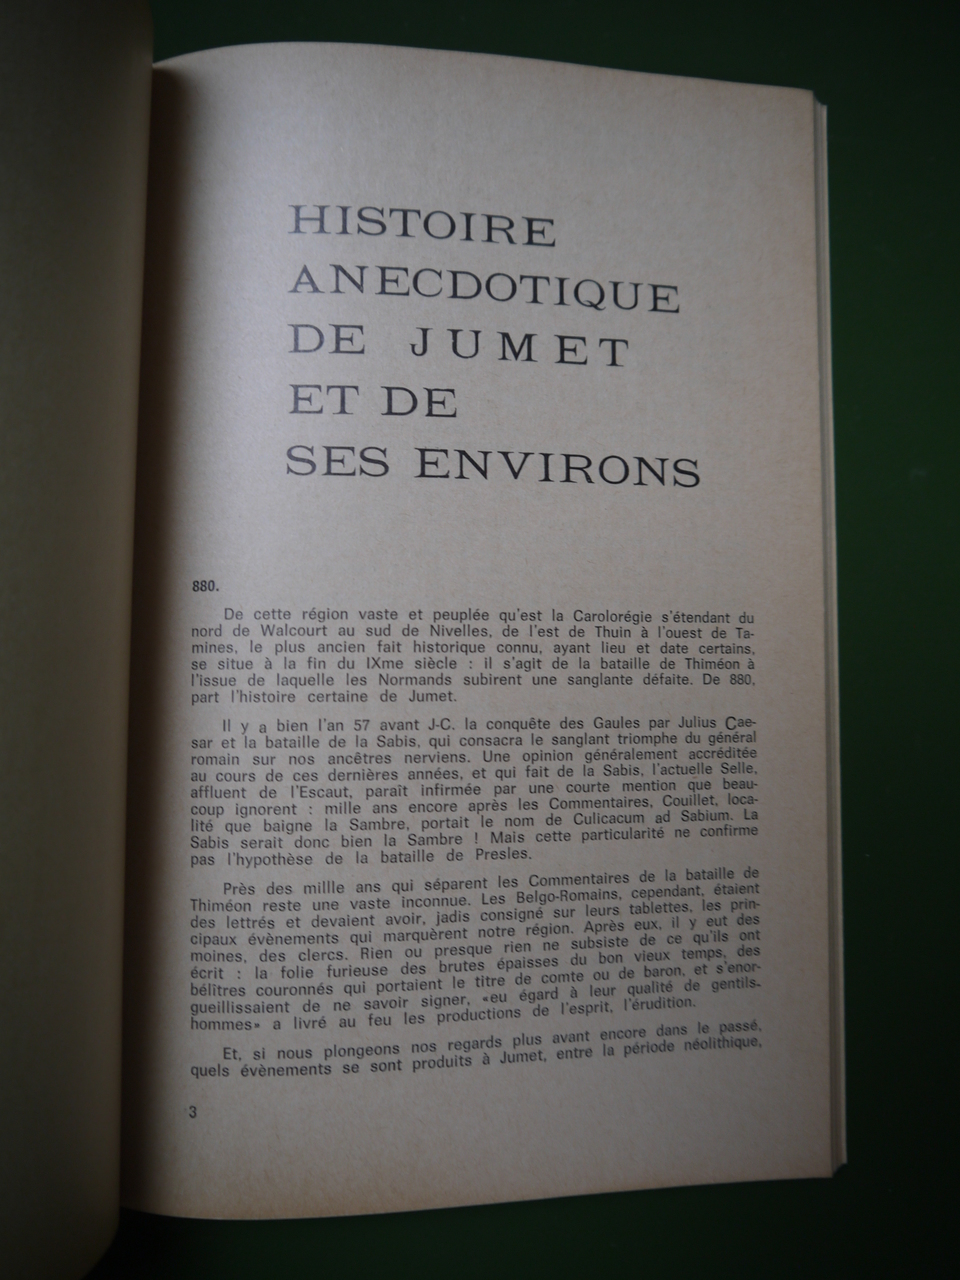 HISTOIRE
ANECDOTIQUE
DE JUMET
ET DE
SES ENVIRONS
880.
De cette région vaste et peuplée qu'est la Carolorégie s'étendant du
nord de Walcourt au sud de Nivelles, de l'est de Thuin à l'ouest de Ta-
mines, le plus ancien fait historique connu, ayant lieu et date certains,
se situe à la fin du IXme siècle : il s'agit de la bataille de Thiméon à
l'issue de laquelle les Normands subirent une sanglante défaite. De 880,
part l'histoire certaine de Jumet.
Il y a bien l'an 57 avant J-C. la conquête des Gaules par Julius Cae-
sar et la bataille de la Sabis, qui consacra le sanglant triomphe du général
romain sur nos ancêtres nerviens. Une opinion généralement accréditée
au cours de ces dernières années, et qui fait de la Sabis, l'actuelle Selle,
affluent de l'Escaut, paraît infirmée par une courte mention que beau-
coup ignorent : mille ans encore après les Commentaires, Couillet, loca-
lité que baigne la Sambre, portait le nom de Culicacum ad Sabium. La
Sabis serait donc bien la Sambre ! Mais cette particularité ne confirme
pas l'hypothèse de la bataille de Presles.
Près des millle ans qui séparent les Commentaires de la bataille de
Thiméon reste une vaste inconnue. Les Belgo-Romains, cependant, étaient
des lettrés et devaient avoir, jadis consigné sur leurs tablettes, les prin-
cipaux évènements qui marquèrent notre région. Après eux, il y eut des
moines, des clercs. Rien ou presque rien ne subsiste de ce qu'ils ont
écrit : la folie furieuse des brutes épaisses du bon vieux temps, des
bélîtres couronnés qui portaient le titre de comte ou de baron, et s'enor-
gueillissaient de ne savoir signer, «eu égard à leur qualité de gentils-
hommes» a livré au feu les productions de l'esprit, l'érudition.
Et, si nous plongeons nos regards plus avant encore dans le passé,
quels évènements se sont produits à Jumet, entre la période néolithique,
3